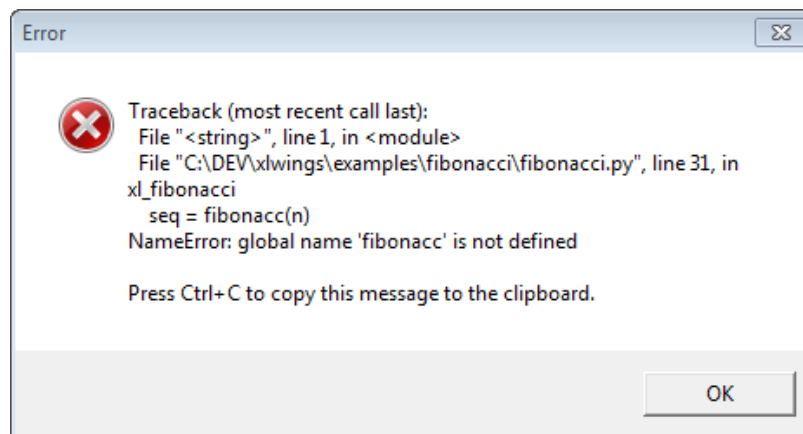 Error
Traceback (most recent call last):
File "<string>", line 1, in <module>
File "C:\DEV\xlwings\examples\fibonacci\fibonacci.py", line 31, in
xl_fibonacci
seq = fibonacc(n)
NameError: global name 'fibonacc' is not defined
Press Ctrl+C to copy this message to the clipboard.
OK